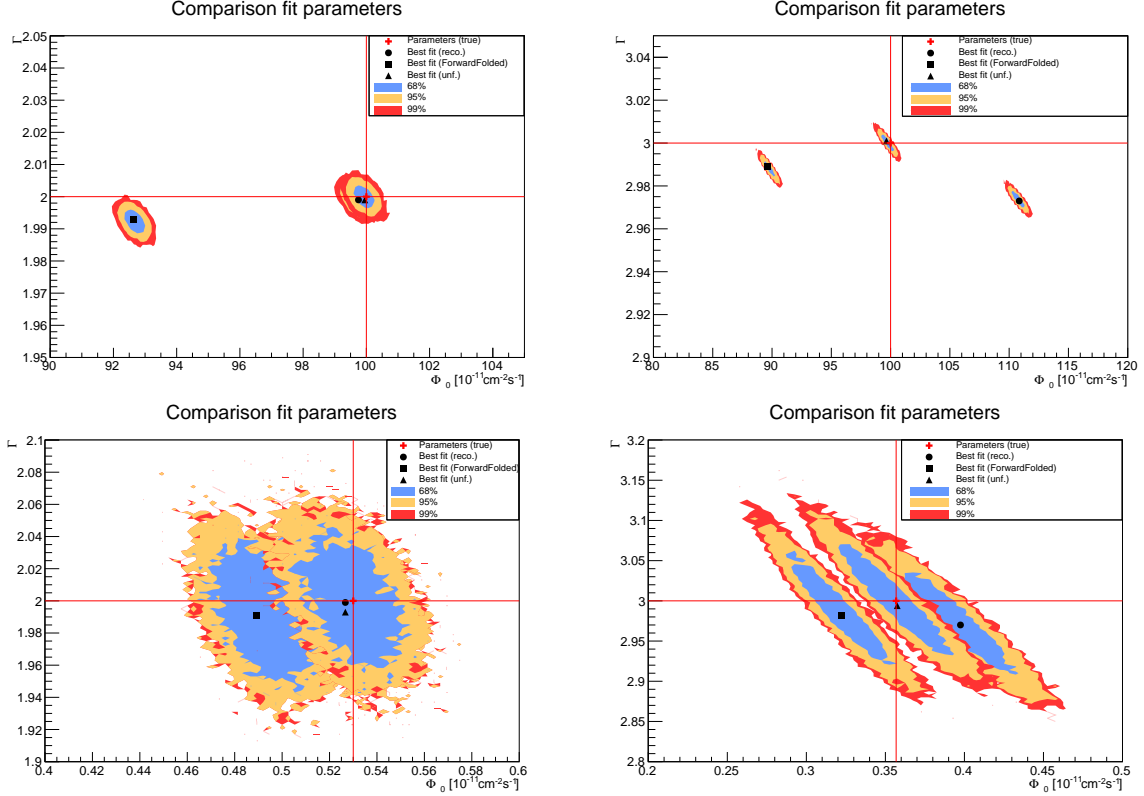 Comparison fit parameters
Γ
2.05
2.04
2.03
2.02
2.01
2
1.99
1.98
1.97
1.96
1.95
90 92 94 96 98 100 102 104
Φ 0 [10-11cm-2s-1]
Parameters (true)
Best fit (reco.)
Best fit (ForwardFolded)
Best fit (unf.)
68%
95%
99%
Comparison fit parameters
Γ
3.04
3.02
3
2.98
2.96
2.94
2.92
2.9
80 85 90 95 100 105 110 115 120
Φ 0 [10-11cm-2s-1]
Parameters (true)
Best fit (reco.)
Best fit (ForwardFolded)
Best fit (unf.)
68%
95%
99%
Comparison fit parameters
Γ
2.1
2.08
2.06
2.04
2.02
2
1.98
1.96
1.94
1.92
1.9
0.4 0.42 0.44 0.46 0.48 0.5 0.52 0.54 0.56 0.58 0.6
Φ 0 [10-11cm-2s-1]
Parameters (true)
Best fit (reco.)
Best fit (ForwardFolded)
Best fit (unf.)
68%
95%
99%
Comparison fit parameters
Γ
3.2
3.15
3.1
3.05
3
2.95
2.9
2.85
2.8
0.2 0.25 0.3 0.35 0.4 0.45 0.5
Φ 0 [10-11cm-2s-1]
Parameters (true)
Best fit (reco.)
Best fit (ForwardFolded)
Best fit (unf.)
68%
95%
99%